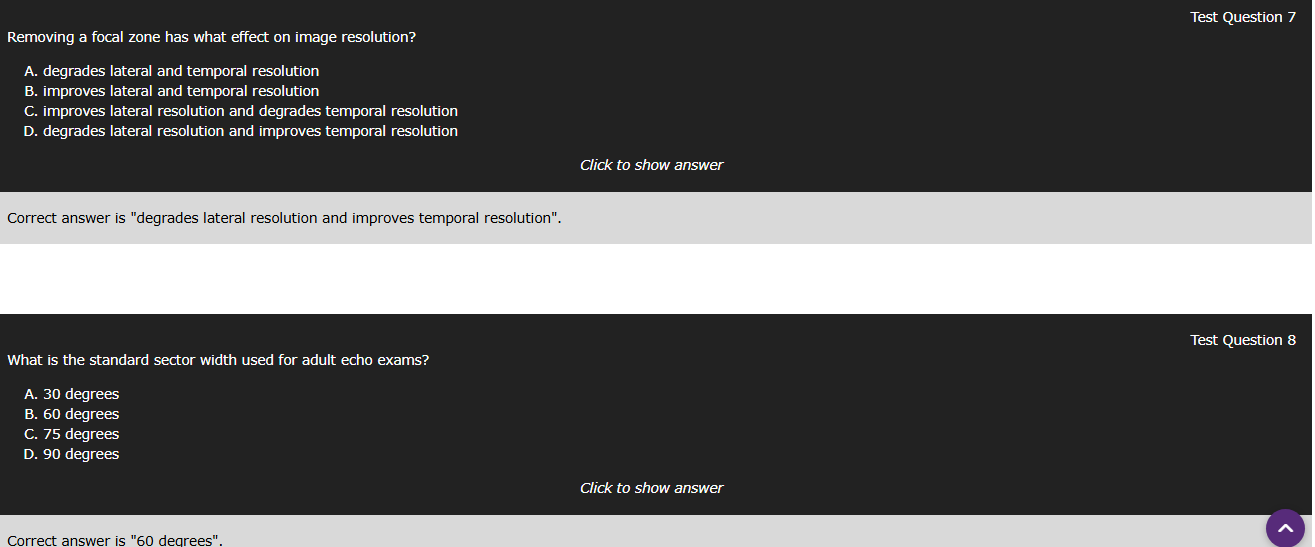 Test Question 7
Removing a focal zone has what effect on image resolution?
A. degrades lateral and temporal resolution
B. improves lateral and temporal resolution
C. improves lateral resolution and degrades temporal resolution
D. degrades lateral resolution and improves temporal resolution
Click to show answer
Correct answer is "degrades lateral resolution and improves temporal resolution".
Test Question 8
What is the standard sector width used for adult echo exams?
A. 30 degrees
B. 60 degrees
C. 75 degrees
D. 90 degrees
Click to show answer
Correct answer is "60 degrees".